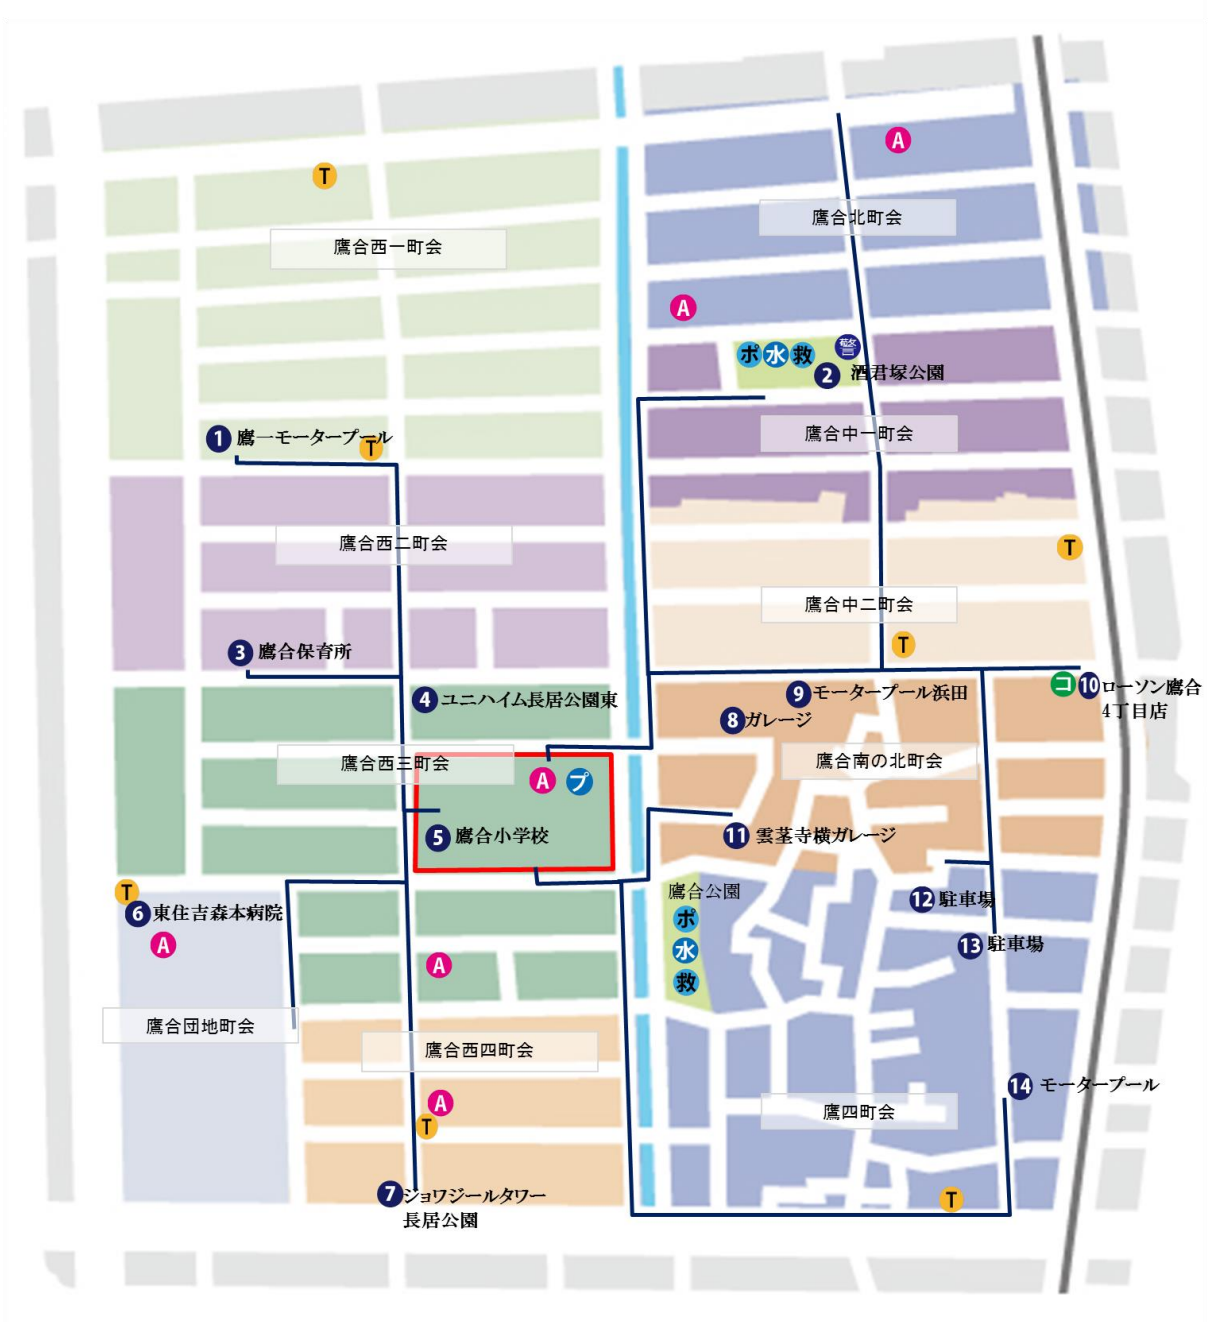 A
T
鷹合北町会
鷹合西一町会
A
ポ 水 救 警
2 酒君塚公園
1 鷹一モータープール
T
鷹合中一町会
鷹合西二町会
T
鷹合中二町会
T
3 鷹合保育所
4 ユニハイム長居公園東
9 モータープール浜田
コ 10 ローソン鷹合
4丁目店
8 ガレージ
鷹合西三町会
鷹合南の北町会
A プ
5 鷹合小学校
11 雲茎寺横ガレージ
T
6 東住吉森本病院
A
鷹合公園
ポ
水
救
12 駐車場
13 駐車場
A
鷹合団地町会
鷹合西四町会
14 モータープール
A
T
鷹四町会
7 ジョワジールタワー
長居公園
T